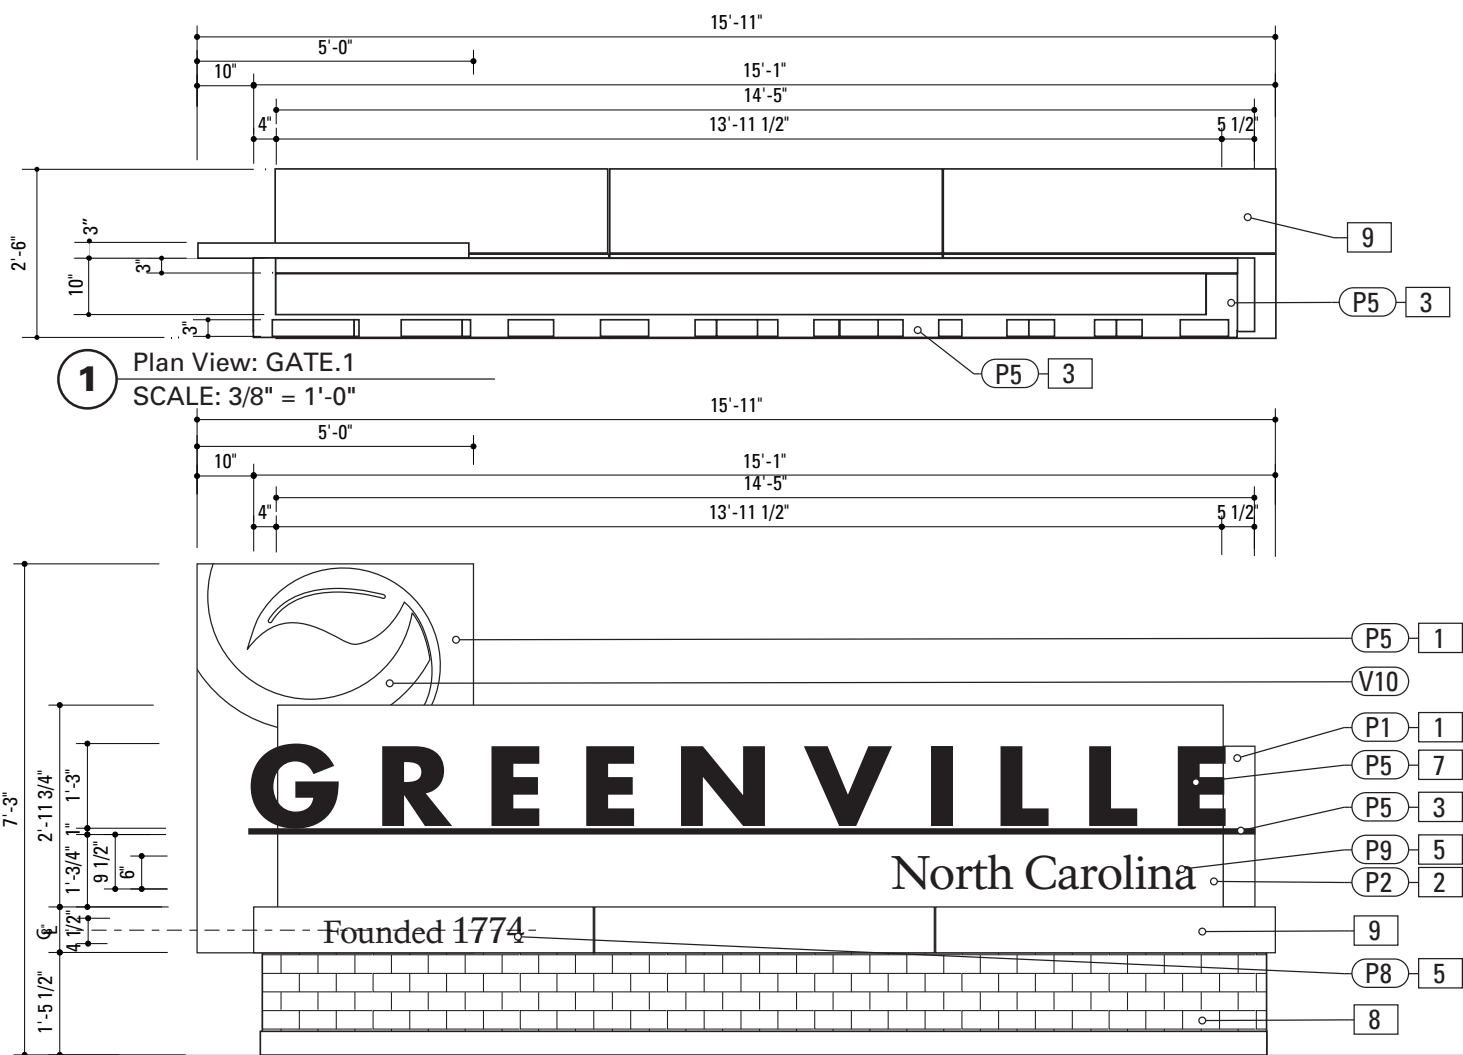 15'-11"
5'-0"
10" 15'-1"
14'-5"
4" 13'-11 1/2" 5 1/2"
2'-6"
3"
10"
3"
3"
9
P5 3
P5 3
1 Plan View: GATE.1
SCALE: 3/8" = 1'-0"
15'-11"
5'-0"
10" 15'-1"
14'-5"
4" 13'-11 1/2" 5 1/2"
7'-3"
2'-11 3/4"
1'-3"
1"
1'-3/4"
9 1/2"
6"
8"
4 1/2"
1'-5 1/2"
P5 1
V10
P1 1
GREENVILLE
P5 7
P5 3
North Carolina
P9 5
P2 2
Founded 1774
9
P8 5
8